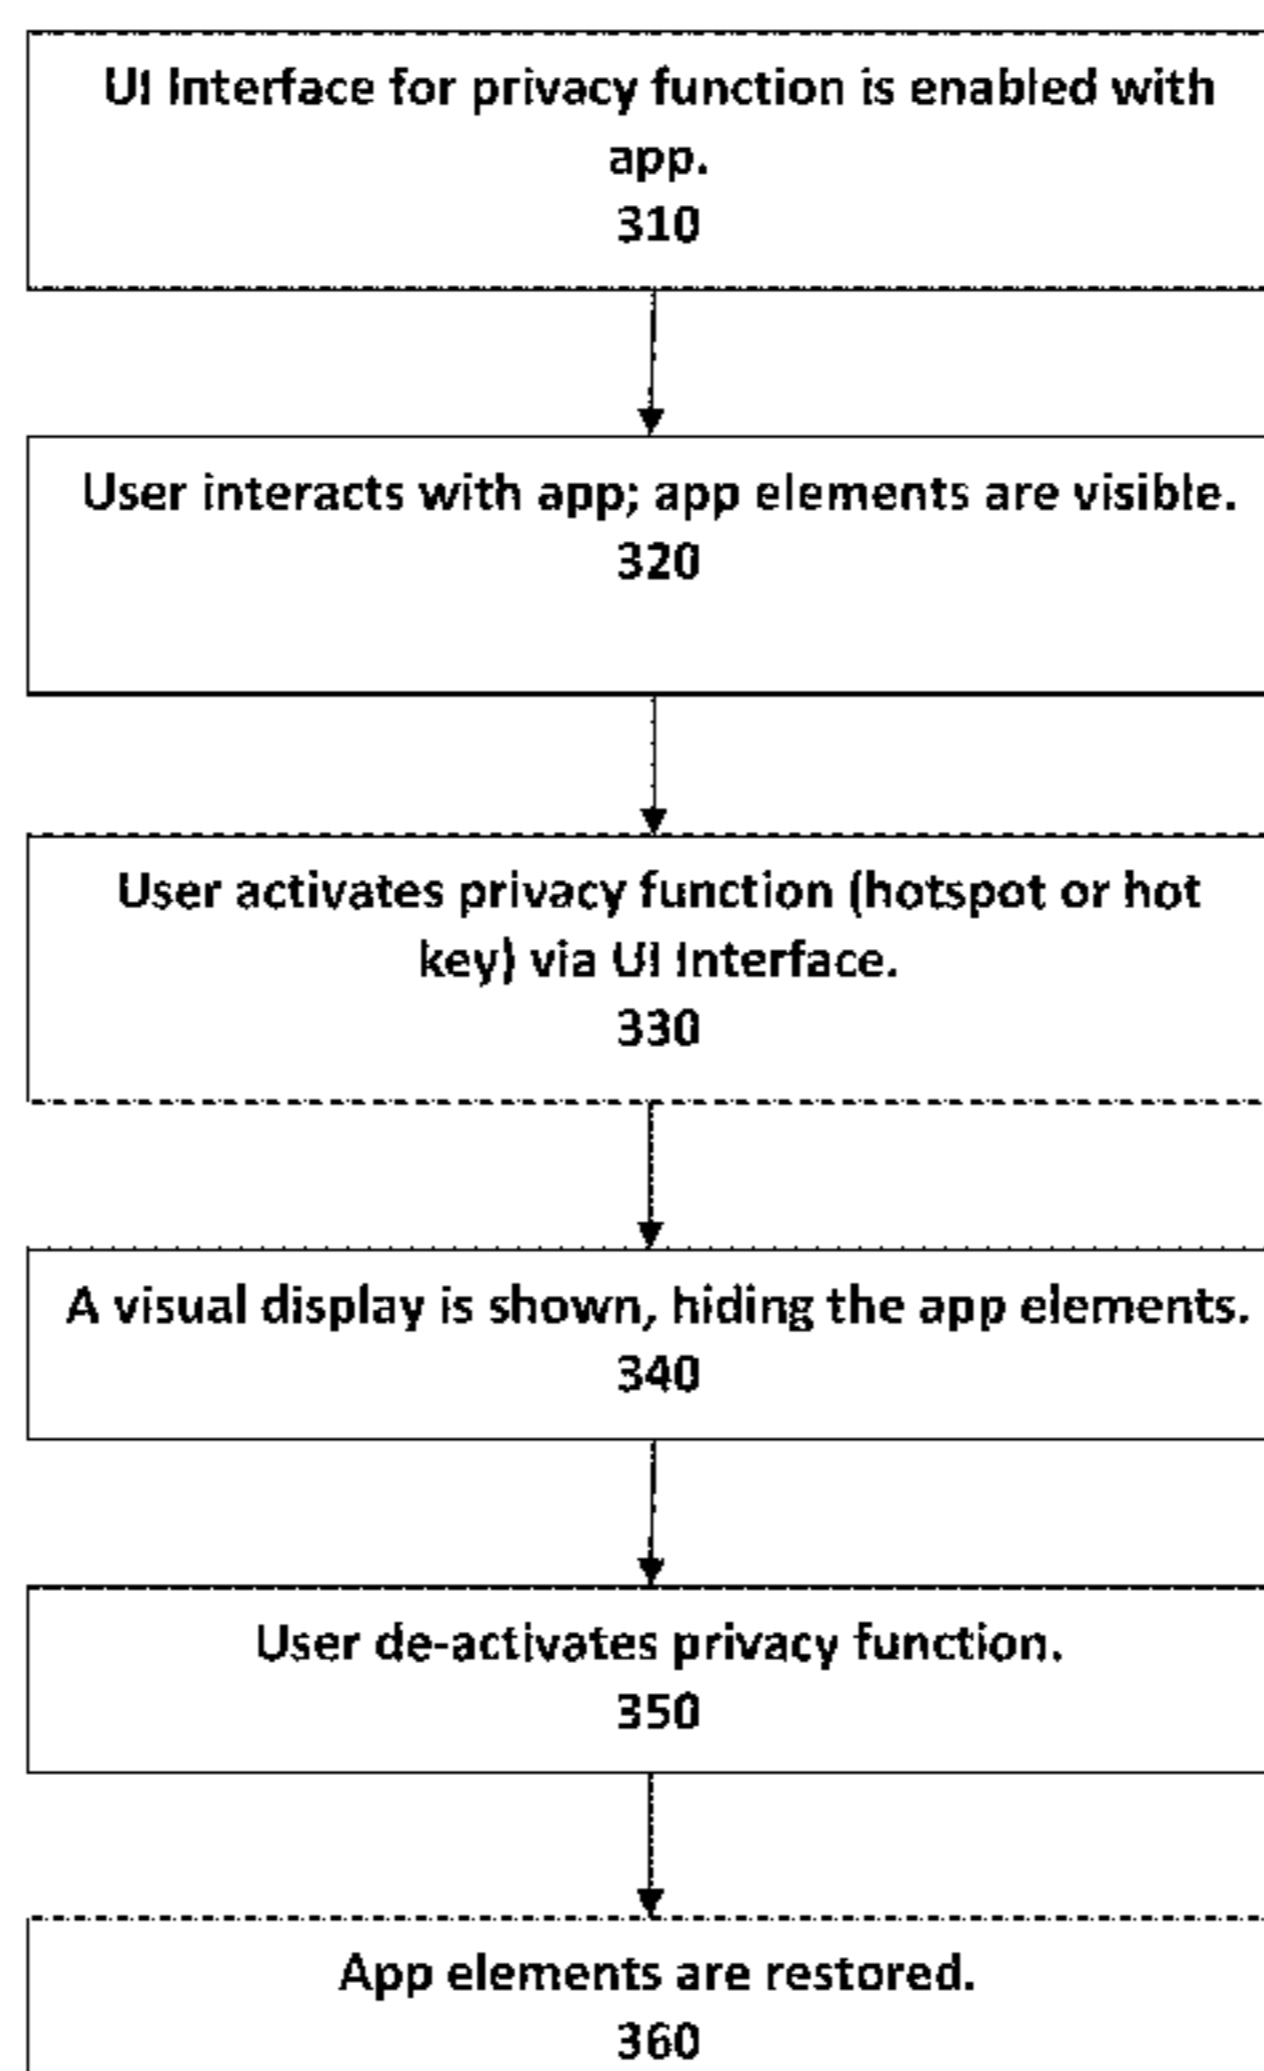 UI Interface for privacy function is enabled with
app.
310
User interacts with app; app elements are visible.
320
User activates privacy function (hotspot or hot
key) via UI Interface.
330
A visual display is shown, hiding the app elements.
340
User de-activates privacy function.
350
App elements are restored.
360